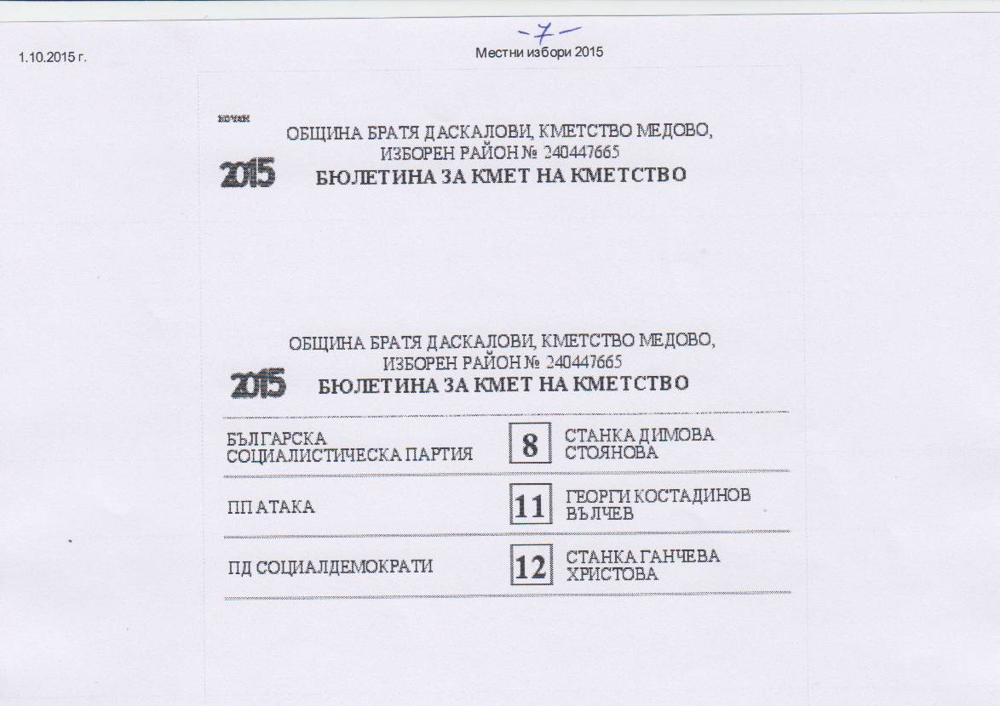 -7-
1.10.2015 г.
Местни избори 2015
кочан
ОБЩИНА БРАТЯ ДАСКАЛОВИ, КМЕТСТВО МЕДОВО,
ИЗБОРЕН РАЙОН № 240447665
2015
БЮЛЕТИНА ЗА КМЕТ НА КМЕТСТВО
ОБЩИНА БРАТЯ ДАСКАЛОВИ, КМЕТСТВО МЕДОВО,
ИЗБОРЕН РАЙОН № 240447665
2015
БЮЛЕТИНА ЗА КМЕТ НА КМЕТСТВО
БЪЛГАРСКА
СОЦИАЛИСТИЧЕСКА ПАРТИЯ
8
СТАНКА ДИМОВА
СТОЯНОВА
ПП АТАКА
11
ГЕОРГИ КОСТАДИНОВ
ВЪЛЧЕВ
ПД СОЦИАЛДЕМОКРАТИ
12
СТАНКА ГАНЧЕВА
ХРИСТОВА